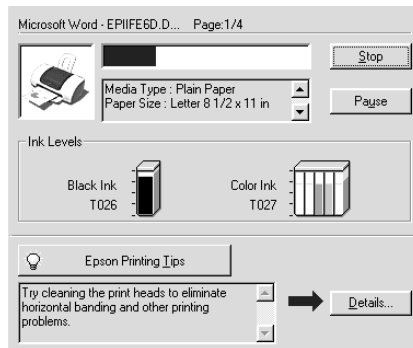 Microsoft Word - EPIIFE6D.D... Page:1/4
Stop
Media Type : Plain Paper
Paper Size : Letter 8 1/2 x 11 in
Pause
Ink Levels
Black Ink
T026
Color Ink
T027
Epson Printing Tips
Try cleaning the print heads to eliminate
horizontal banding and other printing
problems.
Details...